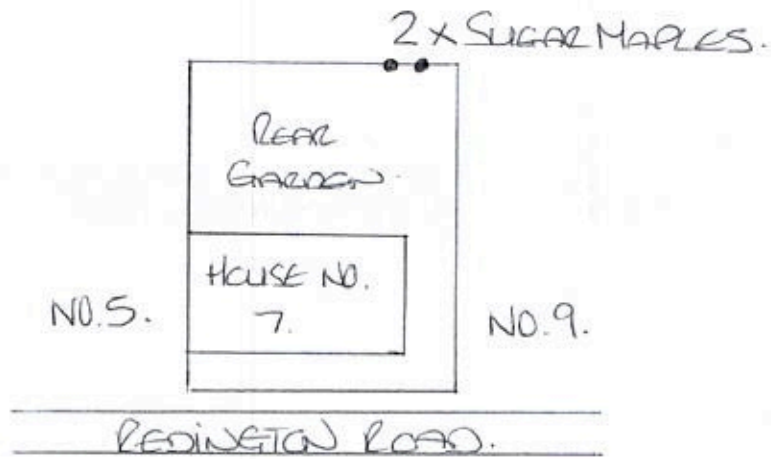 2 x SUGAR MAPLES.
REAR
GARDEN.
HOUSE NO.
7.
NO.5.
NO.9.
REDINGTON ROAD.